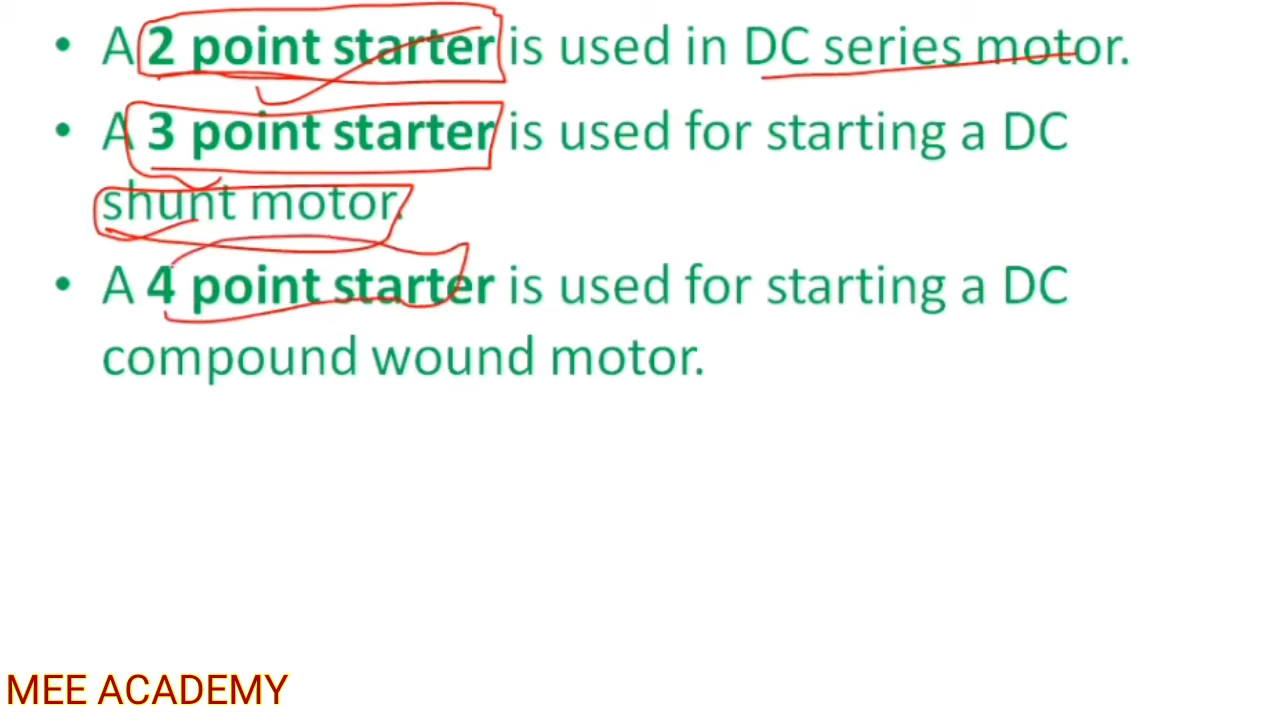 • A 2 point starter is used in DC series motor.
• A 3 point starter is used for starting a DC
shunt motor.
• A 4 point starter is used for starting a DC
compound wound motor.
MEE ACADEMY